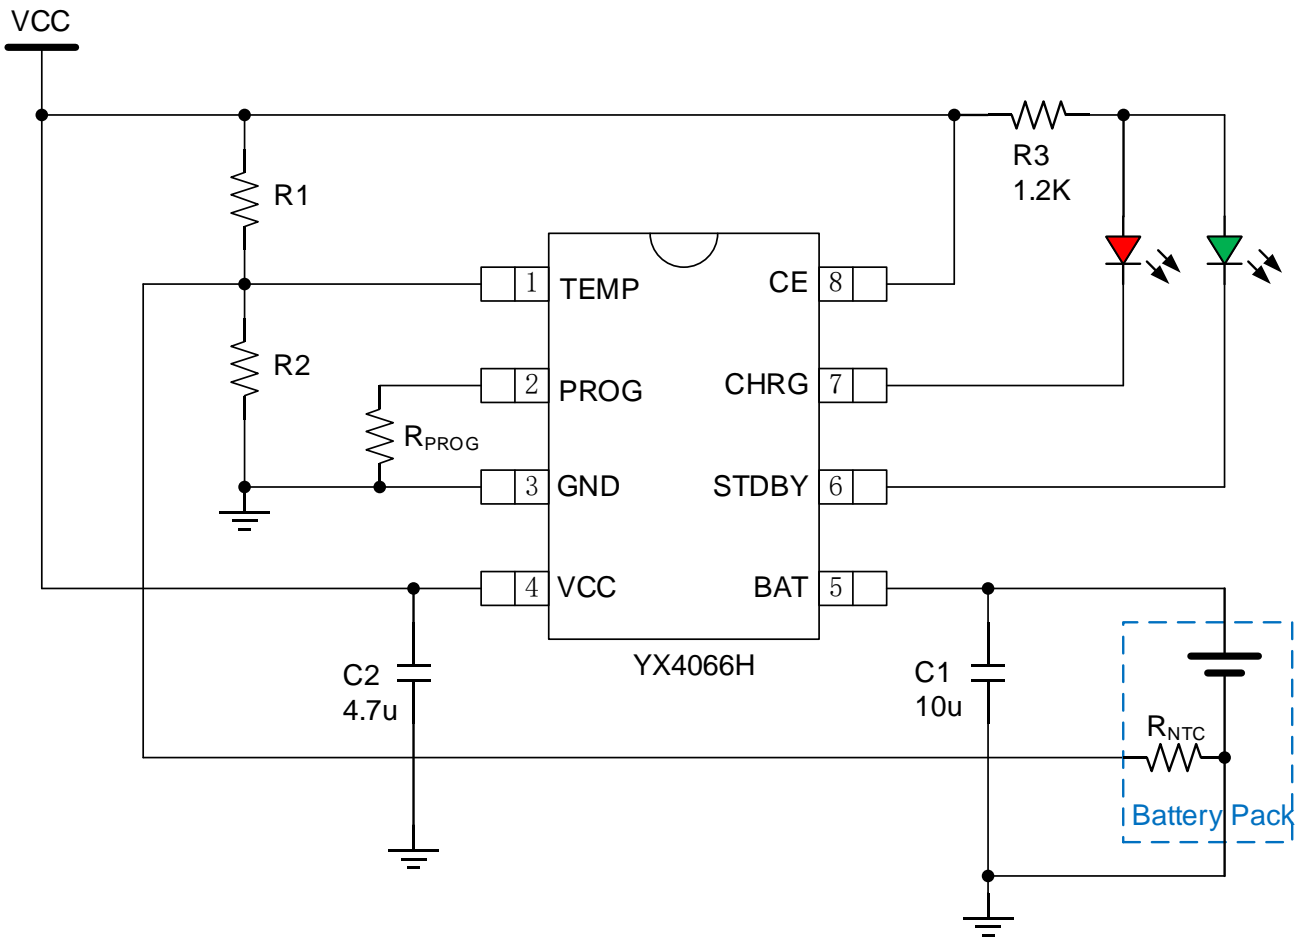 VCC
R3
1.2K
R1
1 TEMP
CE 8
R2
2 PROG
CHRG 7
RPROG
3 GND
STDBY 6
4 VCC
BAT 5
YX4066H
C2
4.7u
C1
10u
RNTC
Battery Pack